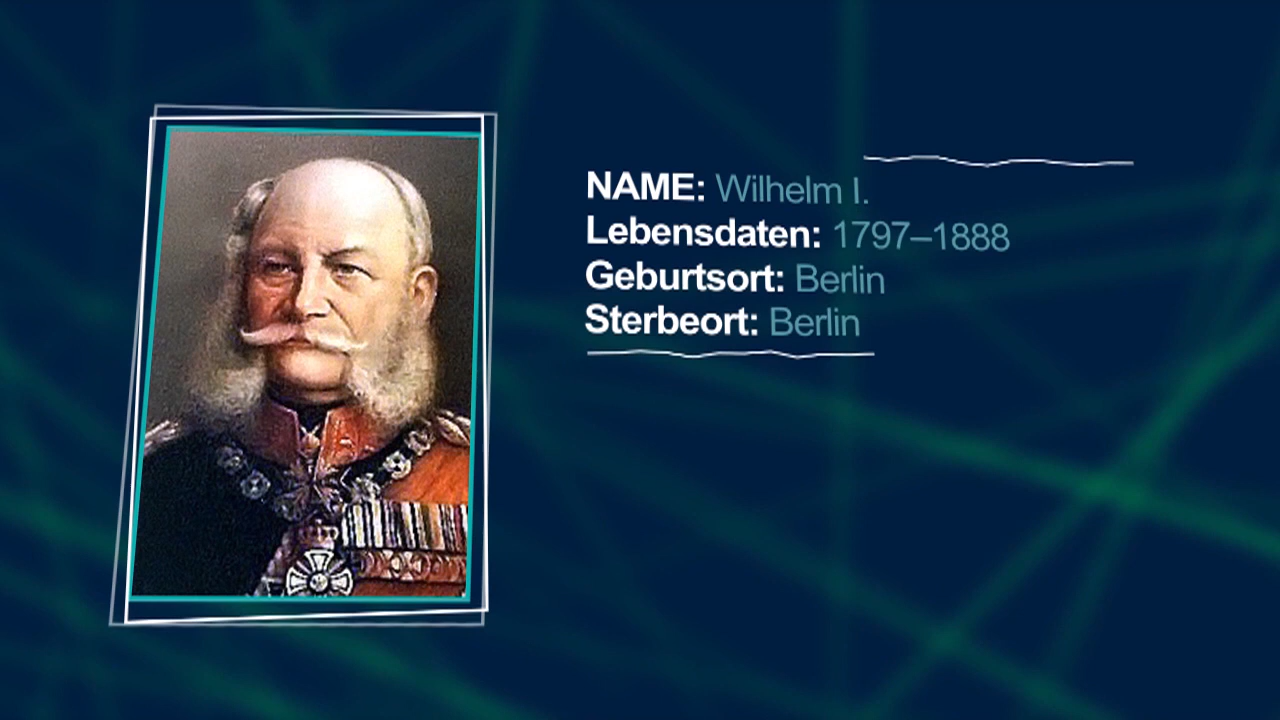 NAME: Wilhelm I.
Lebensdaten: 1797–1888
Geburtsort: Berlin
Sterbeort: Berlin